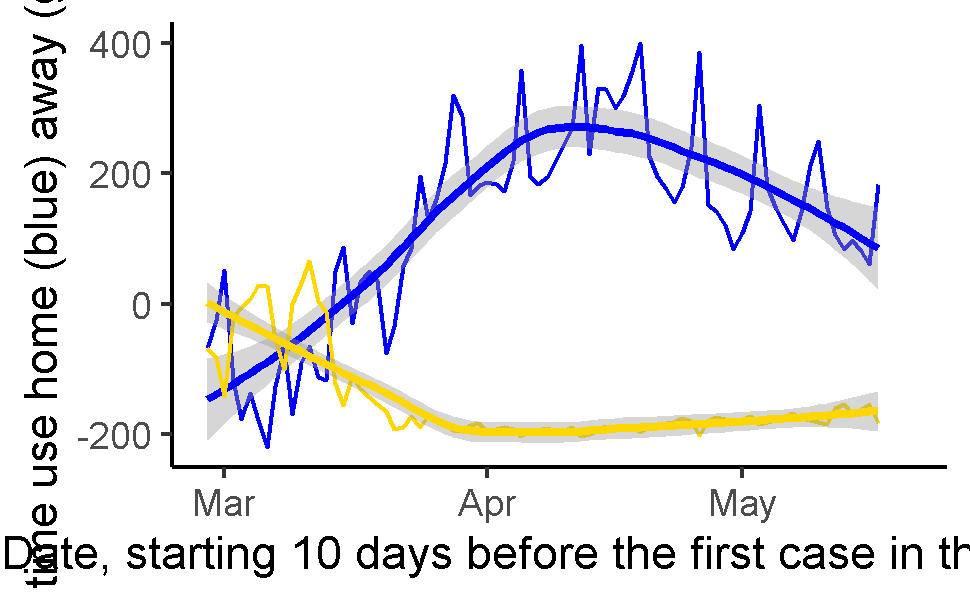 time use home (blue) away (
400
200
0
-200
Mar Apr May
Date, starting 10 days before the first case in th